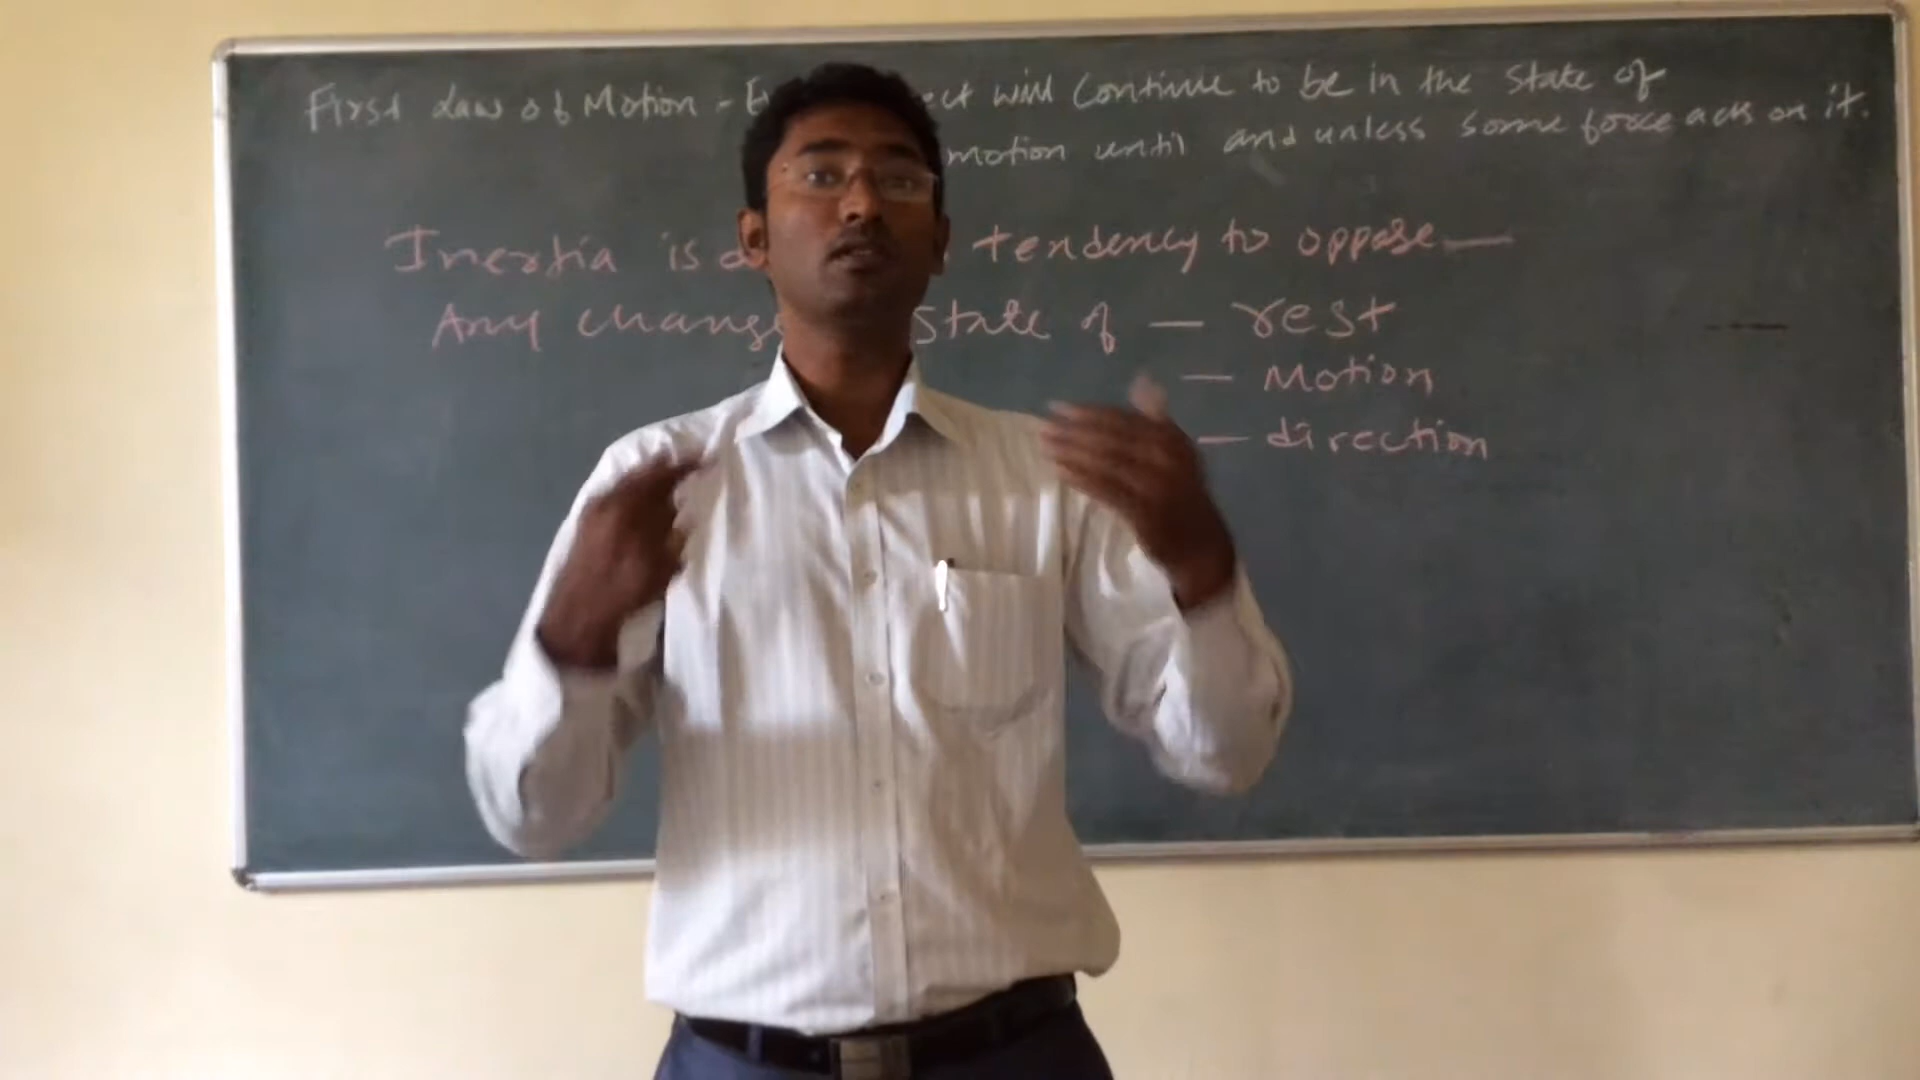 First Law of Motion - ect will Continue to be in the State of
motion until and unless some force acts on it.
Inertia is a tendency to oppose —
Any change State of — rest
— Motion
— direction